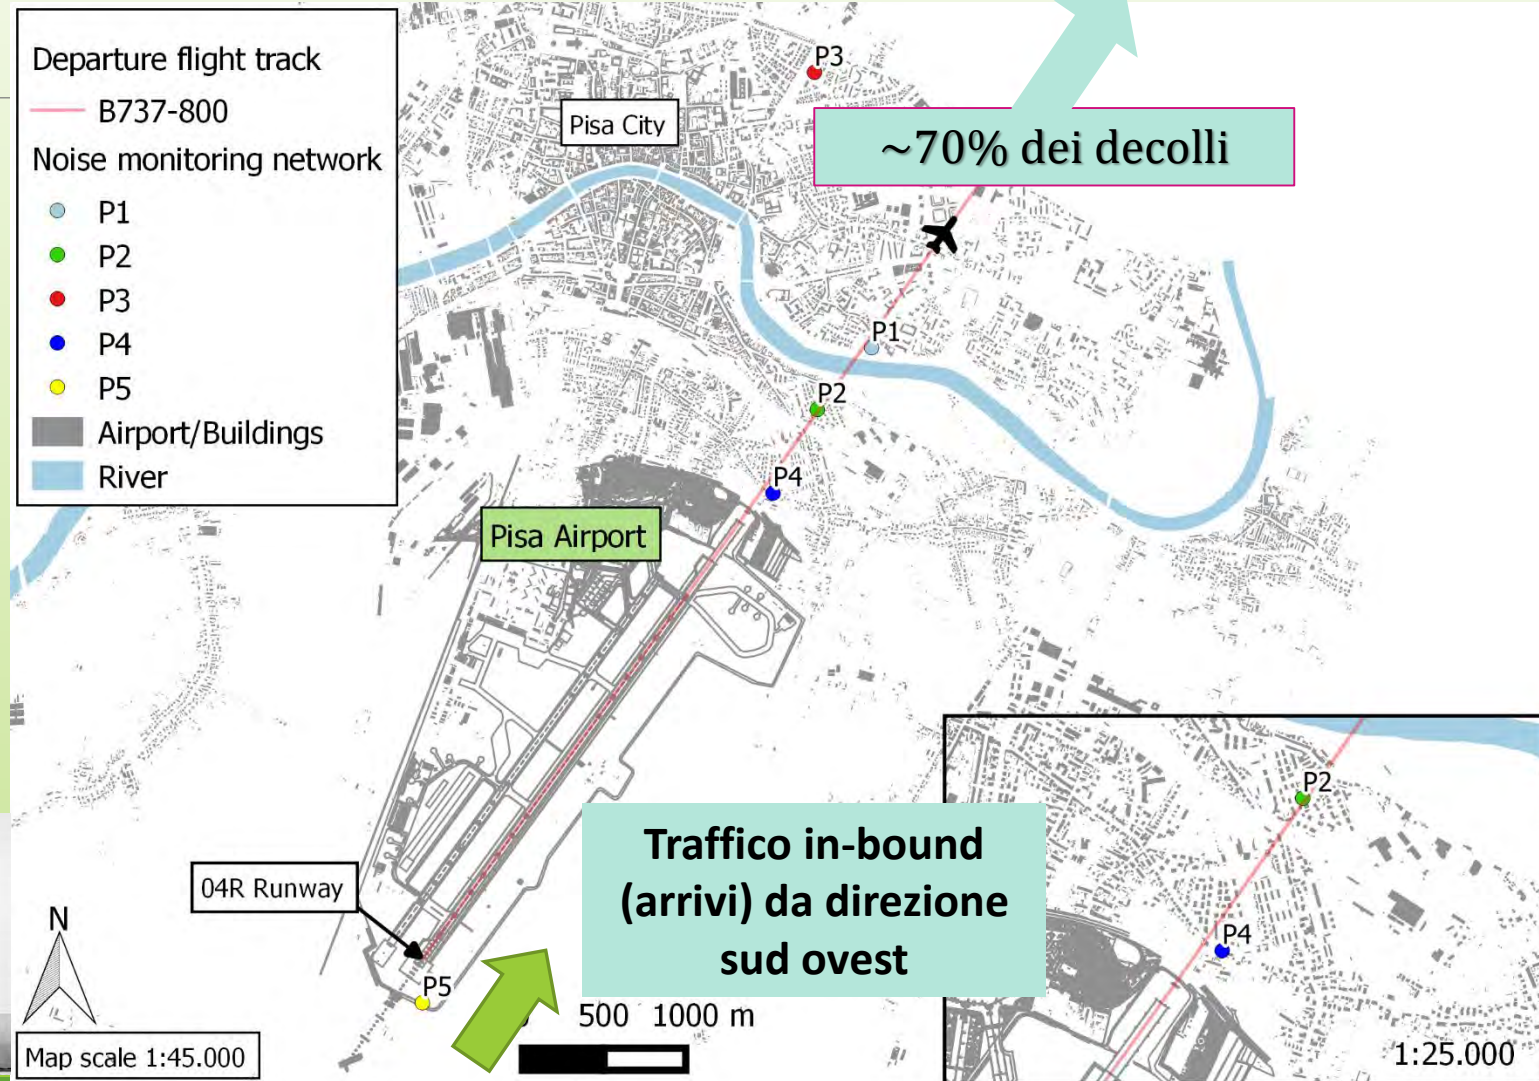 Departure flight track
B737-800
Noise monitoring network
P1
P2
P3
P4
P5
Airport/Buildings
River
Pisa City
P3
~70% dei decolli
P1
P2
P4
Pisa Airport
04R Runway
P5
Traffico in-bound
(arrivi) da direzione
sud ovest
N
Map scale 1:45.000
500 1000 m
P2
P4
1:25.000